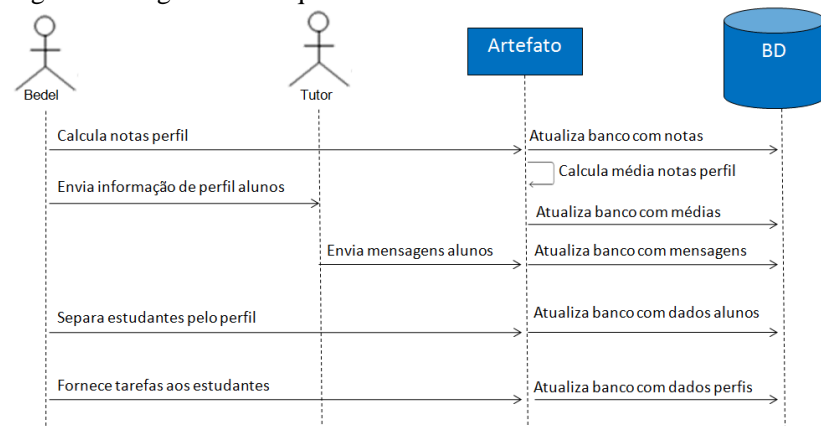 Bedel
Tutor
Artefato
BD
Calcula notas perfil
Atualiza banco com notas
Calcula média notas perfil
Envia informação de perfil alunos
Atualiza banco com médias
Envia mensagens alunos
Atualiza banco com mensagens
Separa estudantes pelo perfil
Atualiza banco com dados alunos
Fornece tarefas aos estudantes
Atualiza banco com dados perfis